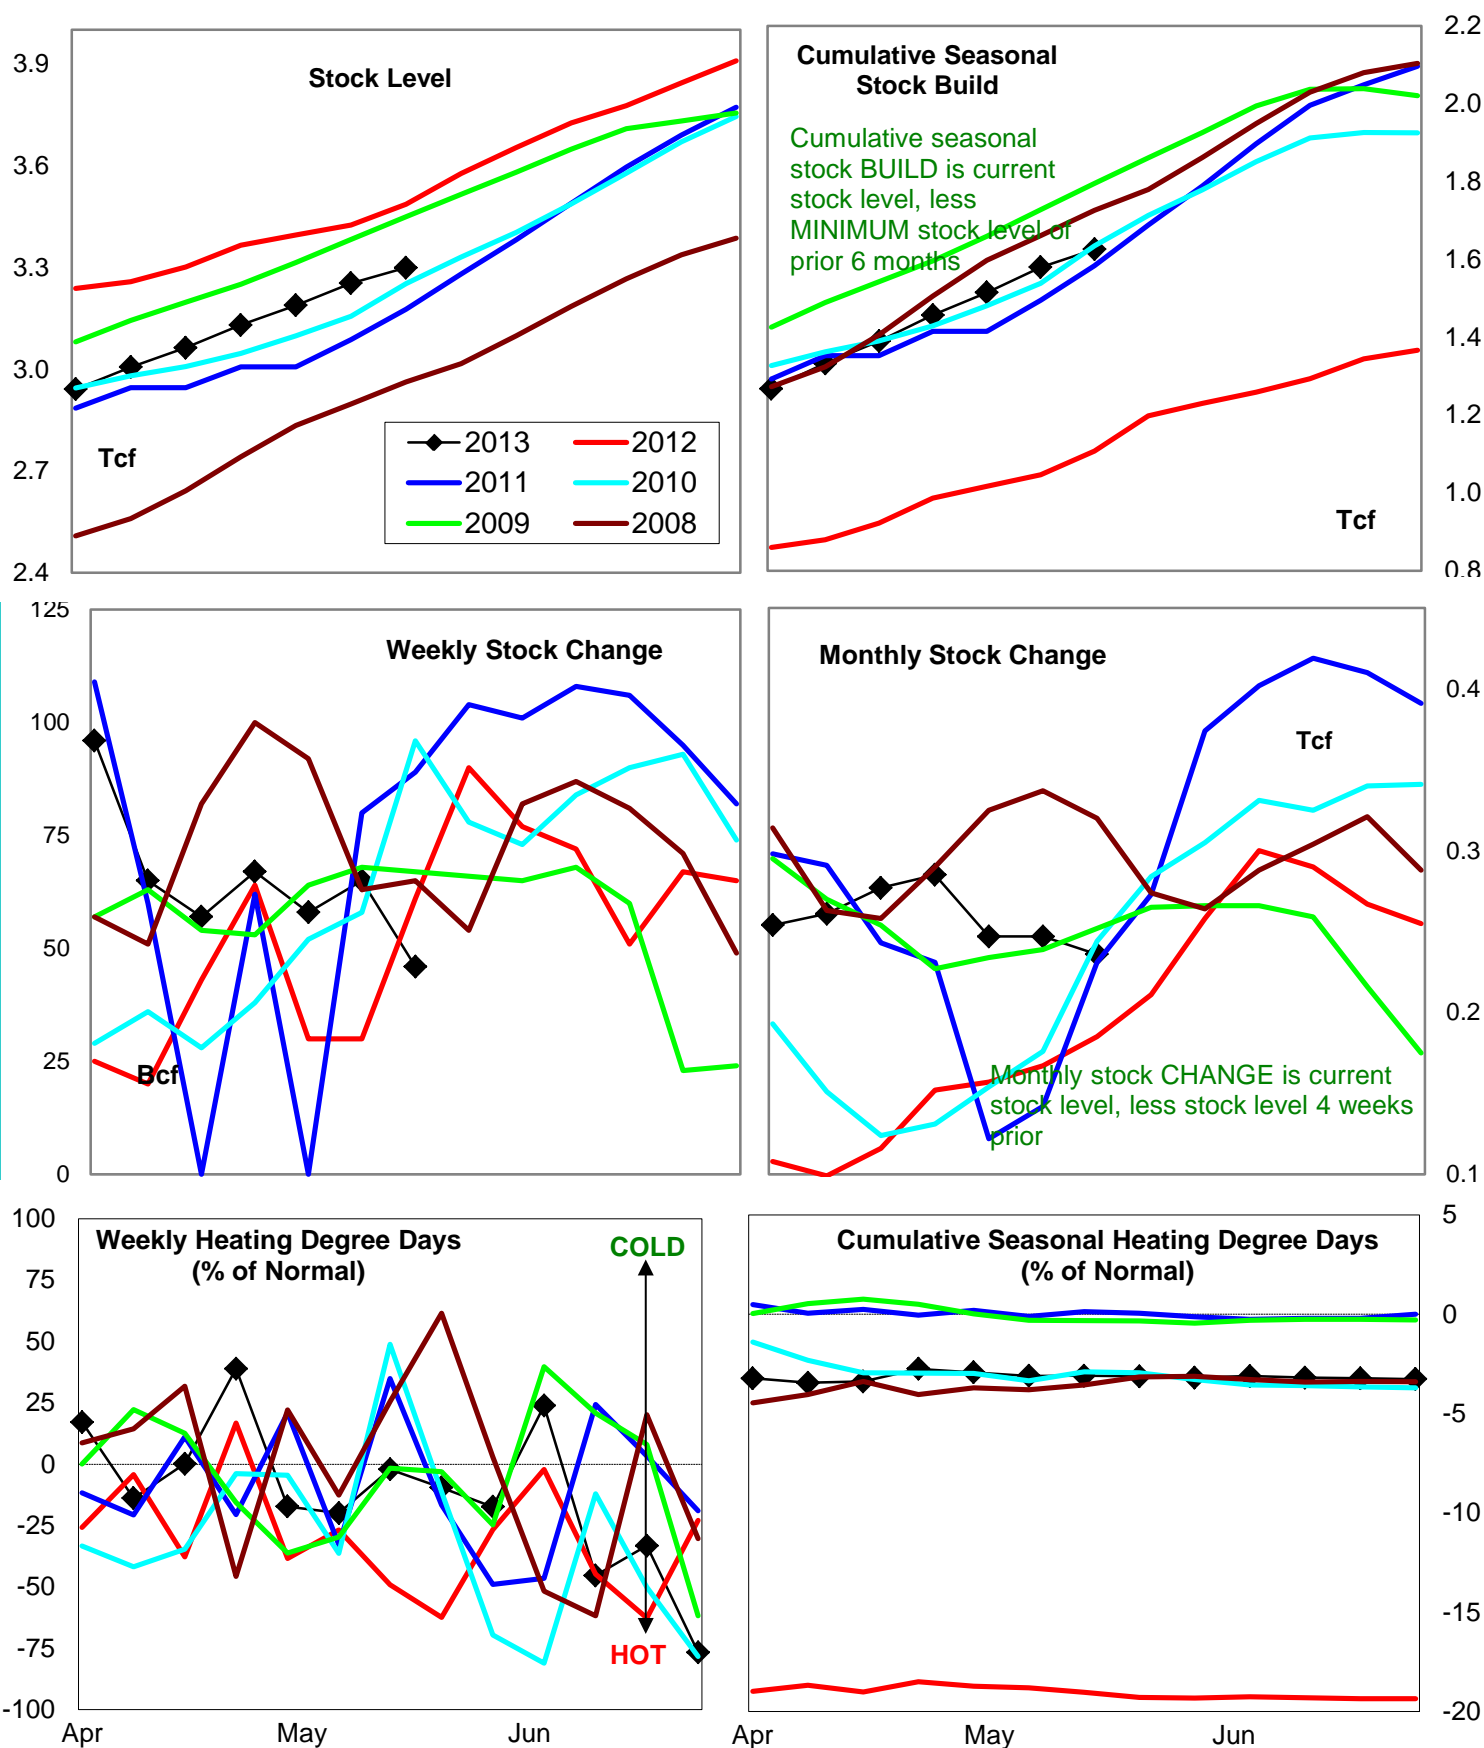 Stock Level
3.9
3.6
3.3
3.0
2.7
2.4
Tcf
2013
2012
2011
2010
2009
2008
Cumulative Seasonal
Stock Build
Cumulative seasonal
stock BUILD is current
stock level, less
MINIMUM stock level of
prior 6 months
Tcf
2.2
2.0
1.8
1.6
1.4
1.2
1.0
0.8
Weekly Stock Change
125
100
75
50
25
0
Bcf
Monthly Stock Change
Tcf
Monthly stock CHANGE is current
stock level, less stock level 4 weeks
prior
0.4
0.3
0.2
0.1
Weekly Heating Degree Days
(% of Normal)
COLD
HOT
100
75
50
25
0
-25
-50
-75
-100
Apr
May
Jun
Cumulative Seasonal Heating Degree Days
(% of Normal)
5
0
-5
-10
-15
-20
Apr
May
Jun